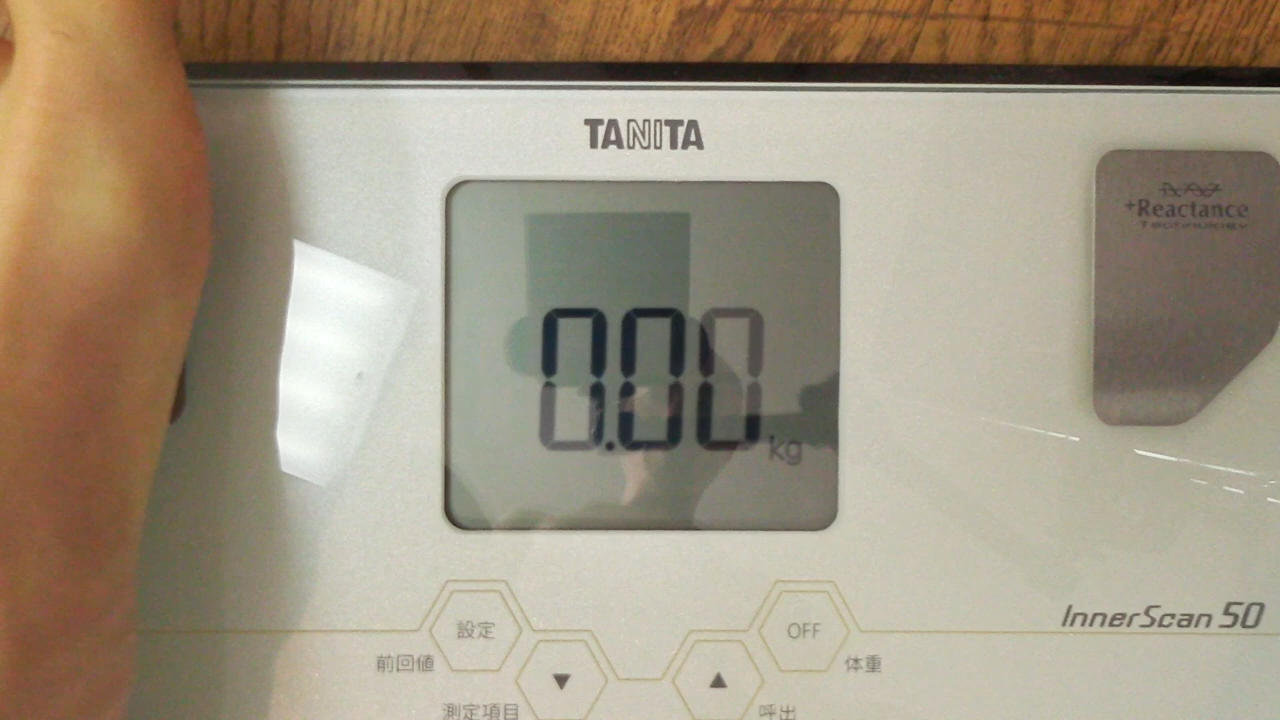 TANITA
+Reactance
Technology
0.00 kg
InnerScan 50
設定
OFF
前回値
体重
▼
▲
測定項目
呼出